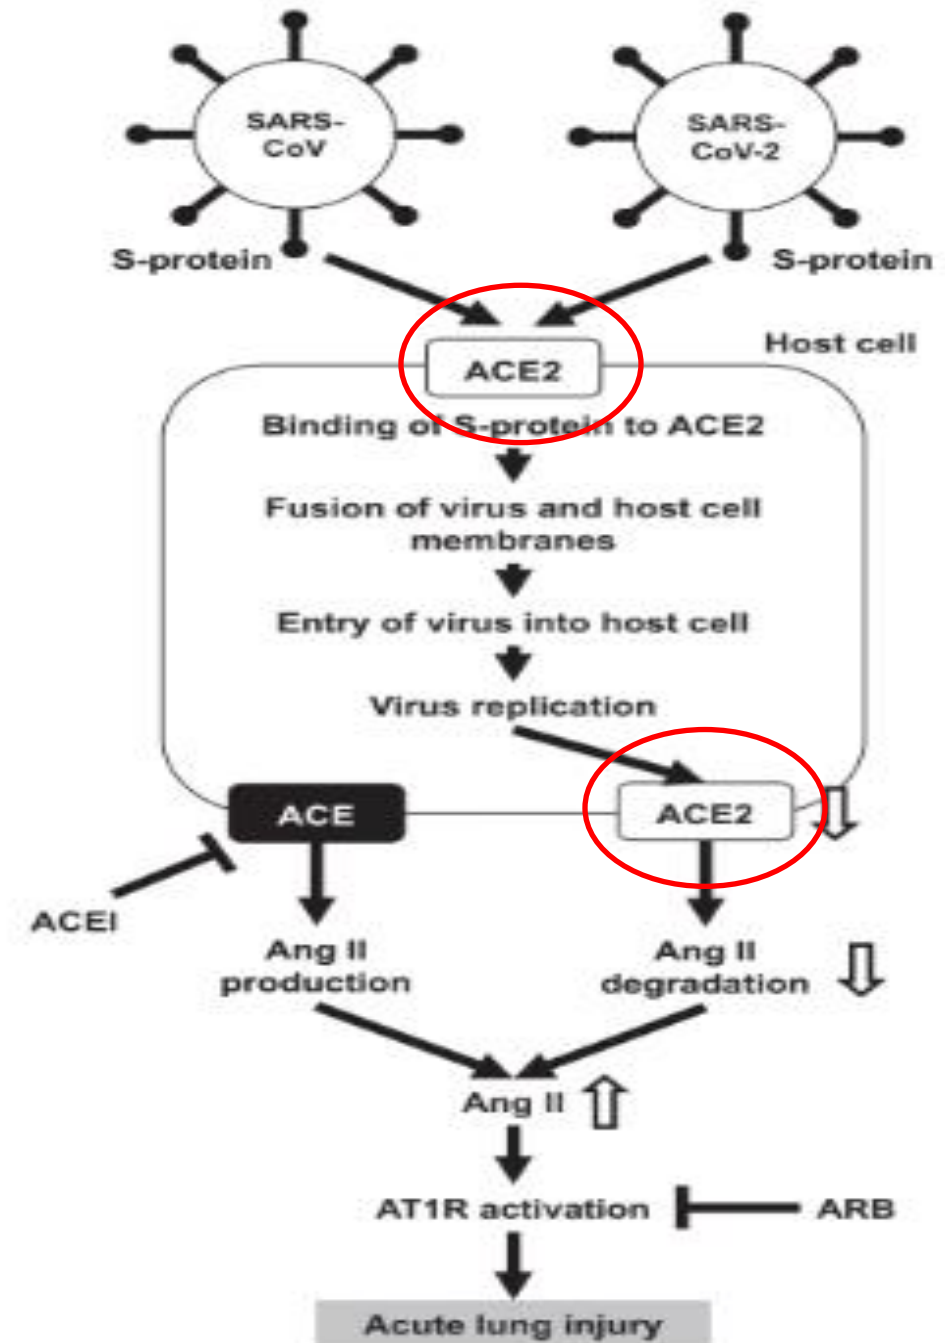 SARS-
CoV
SARS-
CoV-2
S-protein
S-protein
Host cell
ACE2
Binding of S-protein to ACE2
Fusion of virus and host cell
membranes
Entry of virus into host cell
Virus replication
ACE
ACE2
ACEI
Ang II
production
Ang II
degradation
Ang II
AT1R activation
ARB
Acute lung injury